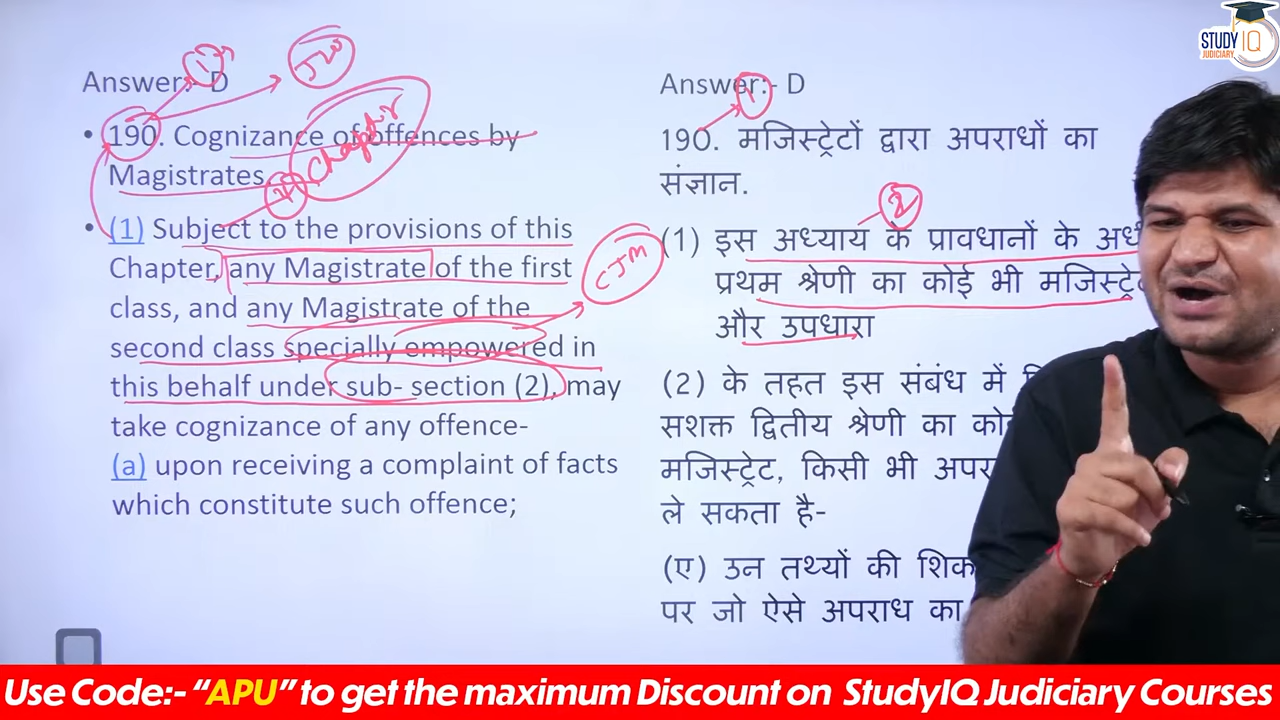 STUDY IQ
JUDICIARY
Answer:- D
190. Cognizance of offences by
Magistrates.
(1) Subject to the provisions of this
Chapter, any Magistrate of the first
class, and any Magistrate of the
second class specially empowered in
this behalf under sub- section (2), may
take cognizance of any offence-
(a) upon receiving a complaint of facts
which constitute such offence;
Chapter
CJM
Answer:- D
1
190. मजिस्ट्रेटों द्वारा अपराधों का
संज्ञान.
2
(1) इस अध्याय के प्रावधानों के
प्रथम श्रेणी का कोई भी
और उपधारा
(2) के तहत इस संबंध में
सशक्त द्वितीय श्रेणी का
मजिस्ट्रेट, किसी भी
ले सकता है-
(ए) उन तथ्यों की
पर जो ऐसे अपराध का
Use Code:- “APU” to get the maximum Discount on StudyIQ Judiciary Courses